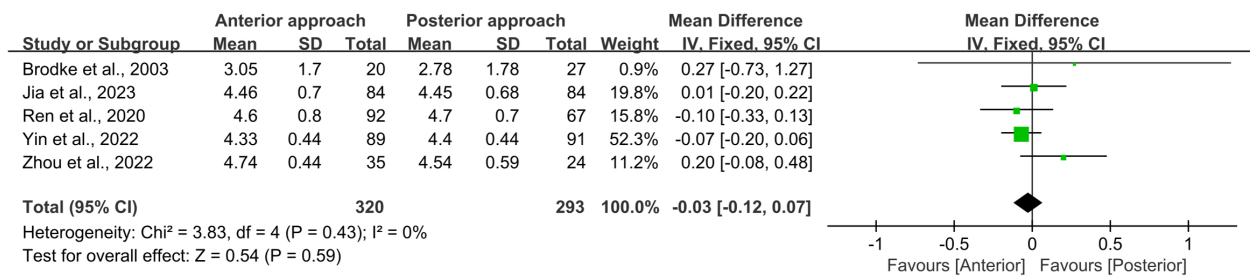 Anterior approach Posterior approach Mean Difference Mean Difference
Study or Subgroup Mean SD Total Mean SD Total Weight IV, Fixed, 95% CI IV, Fixed, 95% CI
Brodke et al., 2003 3.05 1.7 20 2.78 1.78 27 0.9% 0.27 [-0.73, 1.27]
Jia et al., 2023 4.46 0.7 84 4.45 0.68 84 19.8% 0.01 [-0.20, 0.22]
Ren et al., 2020 4.6 0.8 92 4.7 0.7 67 15.8% -0.10 [-0.33, 0.13]
Yin et al., 2022 4.33 0.44 89 4.4 0.44 91 52.3% -0.07 [-0.20, 0.06]
Zhou et al., 2022 4.74 0.44 35 4.54 0.59 24 11.2% 0.20 [-0.08, 0.48]
Total (95% CI) 320 293 100.0% -0.03 [-0.12, 0.07]
Heterogeneity: Chi² = 3.83, df = 4 (P = 0.43); I² = 0%
Test for overall effect: Z = 0.54 (P = 0.59)
-1 -0.5 0 0.5 1
Favours [Anterior] Favours [Posterior]